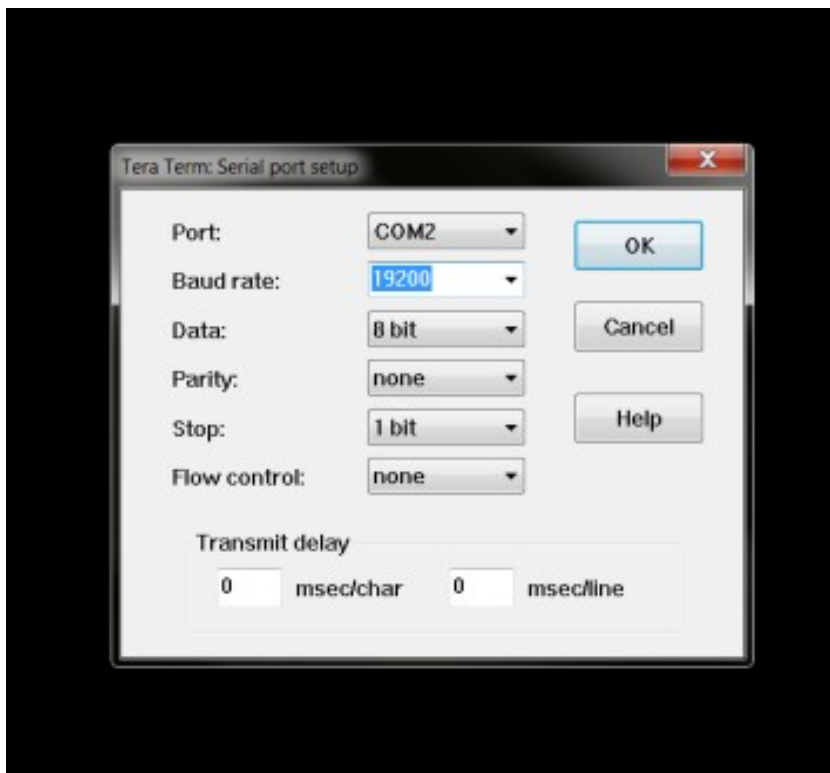 Tera Term: Serial port setup
Port: COM2 OK
Baud rate: 19200
Data: 8 bit Cancel
Parity: none
Stop: 1 bit Help
Flow control: none
Transmit delay
0 msec/char 0 msec/line